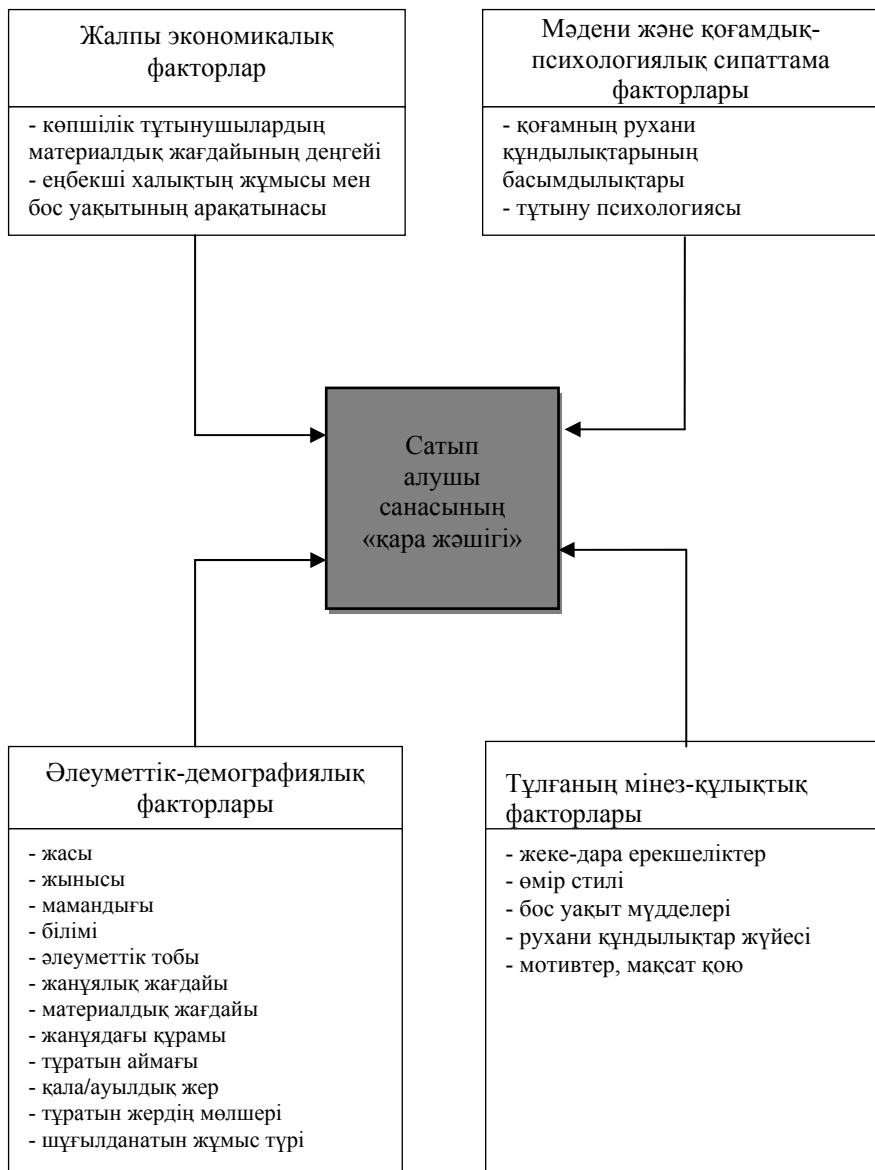 Жалпы экономикалық
факторлар
- көпшілік тұтынушылардың
материалдық жағдайының деңгейі
- еңбекші халықтың жұмысы мен
бос уақытының арақатынасы
Мәдени және қоғамдық-
психологиялық сипаттама
факторлары
- қоғамның рухани
құндылықтарының
басымдылықтары
- тұтыну психологиясы
Сатып
алушы
санасының
«қара жәшігі»
Әлеуметтік-демографиялық
факторлары
- жасы
- жынысы
- мамандығы
- білімі
- әлеуметтік тобы
- жанұялық жағдайы
- материалдық жағдайы
- жанұядағы құрамы
- тұратын аймағы
- қала/ауылдық жер
- тұратын жердің мөлшері
- шұғылданатын жұмыс түрі
Тұлғаның мінез-құлықтық
факторлары
- жеке-дара ерекшеліктер
- өмір стилі
- бос уақыт мүдделері
- рухани құндылықтар жүйесі
- мотивтер, мақсат қою